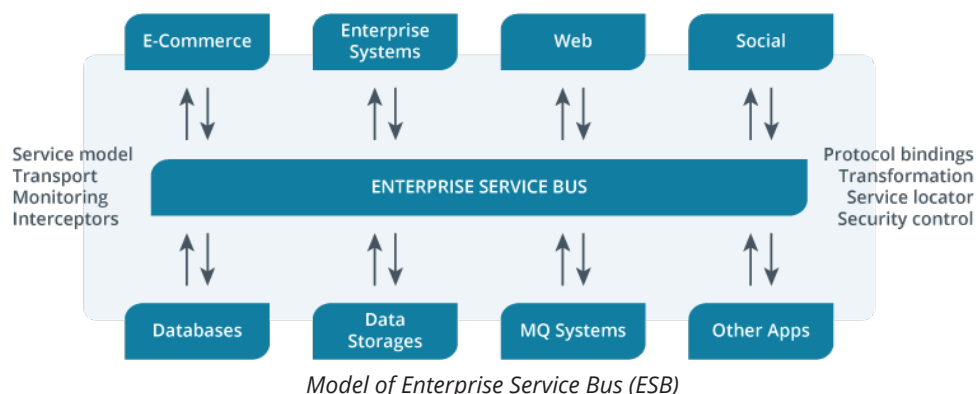 E-Commerce
Enterprise
Systems
Web
Social
Service model
Transport
Monitoring
Interceptors
ENTERPRISE SERVICE BUS
Protocol bindings
Transformation
Service locator
Security control
Databases
Data
Storages
MQ Systems
Other Apps
Model of Enterprise Service Bus (ESB)